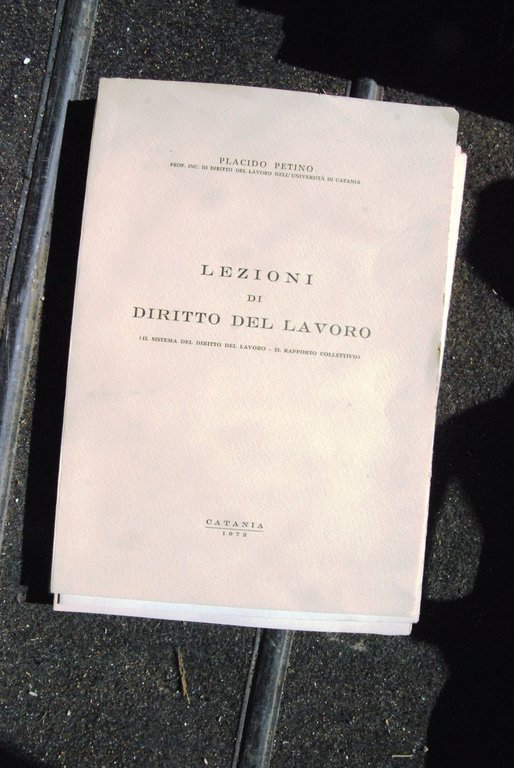 PLACIDO PETINO
PROF. INC. DI DIRITTO DEL LAVORO NELL'UNIVERSITÀ DI CATANIA
LEZIONI
DI
DIRITTO DEL LAVORO
(IL SISTEMA DEL DIRITTO DEL LAVORO - IL RAPPORTO COLLETTIVO)
CATANIA
1972